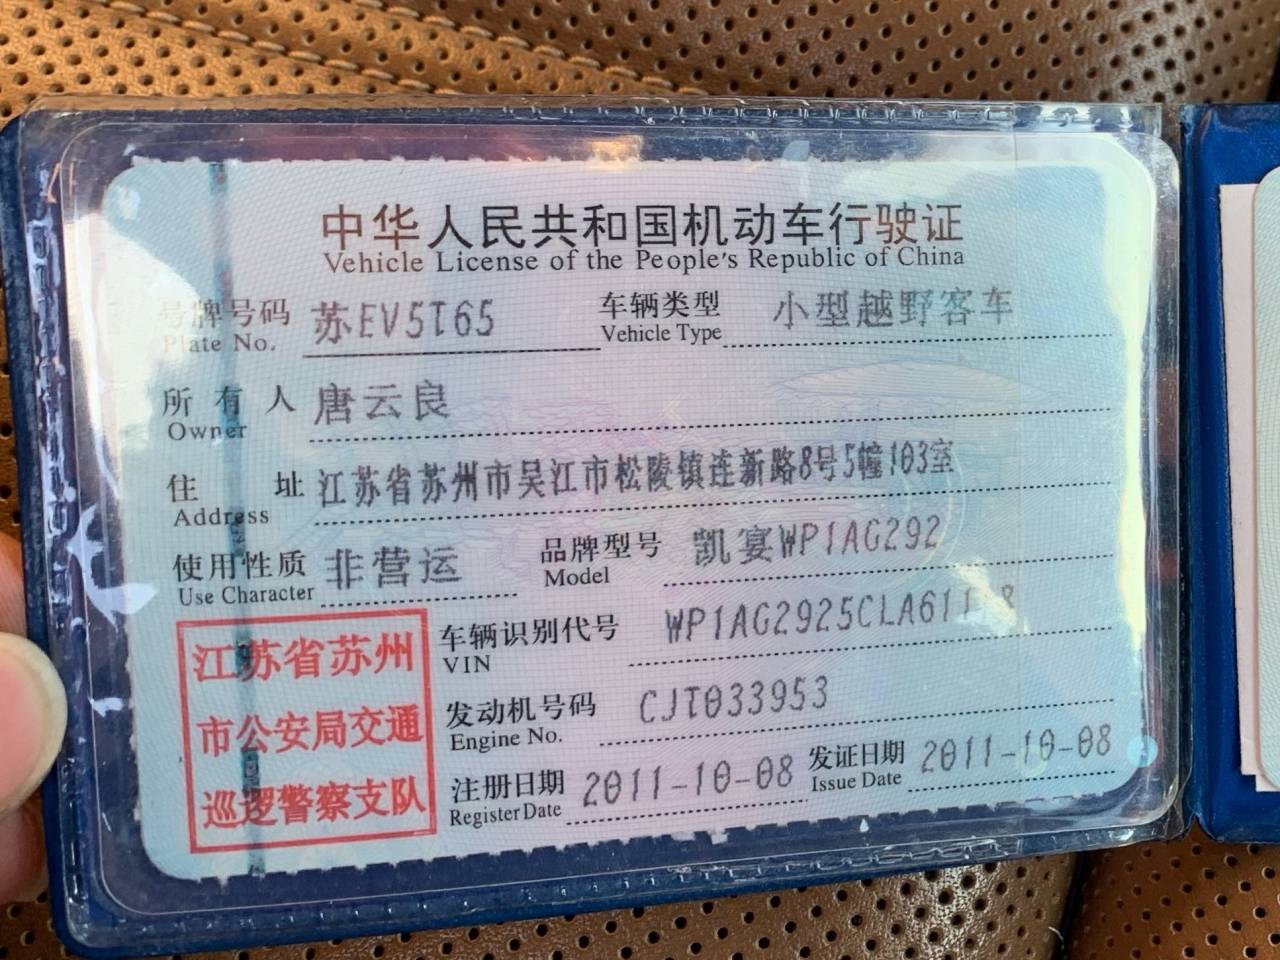 中华人民共和国机动车行驶证
Vehicle License of the People's Republic of China
号牌号码 苏EV5T65 车辆类型 小型越野客车
Plate No. Vehicle Type
所有人 唐云良
Owner
住址 江苏省苏州市吴江市松陵镇连新路8号5幢103室
Address
使用性质 非营运 品牌型号 凯宴WP1AG292
Use Character Model
江苏省苏州
市公安局交通
巡逻警察支队
车辆识别代号
VIN
发动机号码 CJT033953
Engine No.
注册日期 2011-10-08 发证日期 2011-10-08
Register Date Issue Date